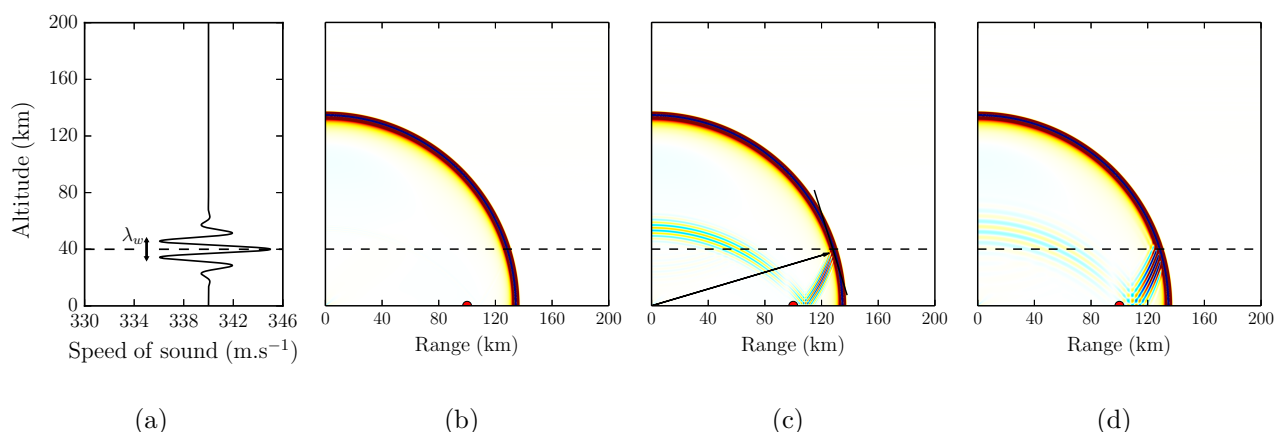 Altitude (km)
200
160
120
80
40
0
λ_w
330 334 338 342 346
Speed of sound (m.s⁻¹)
(a)
0 40 80 120 160 200
Range (km)
(b)
0 40 80 120 160 200
Range (km)
(c)
0 40 80 120 160 200
Range (km)
(d)